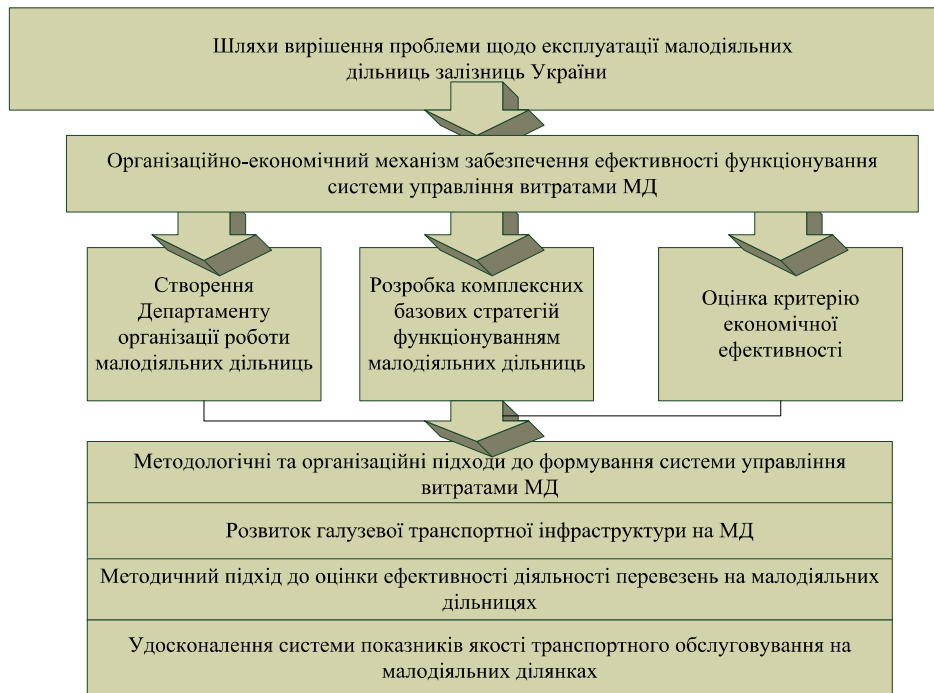 Шляхи вирішення проблеми щодо експлуатації малодіяльних
дільниць залізниць України
Організаційно-економічний механізм забезпечення ефективності функціонування
системи управління витратами МД
Створення
Департаменту
організації роботи
малодіяльних дільниць
Розробка комплексних
базових стратегій
функціонуванням
малодіяльних дільниць
Оцінка критерію
економічної
ефективності
Методологічні та організаційні підходи до формування системи управління
витратами МД
Розвиток галузевої транспортної інфраструктури на МД
Методичний підхід до оцінки ефективності діяльності перевезень на малодіяльних
дільницях
Удосконалення системи показників якості транспортного обслуговування на
малодіяльних ділянках